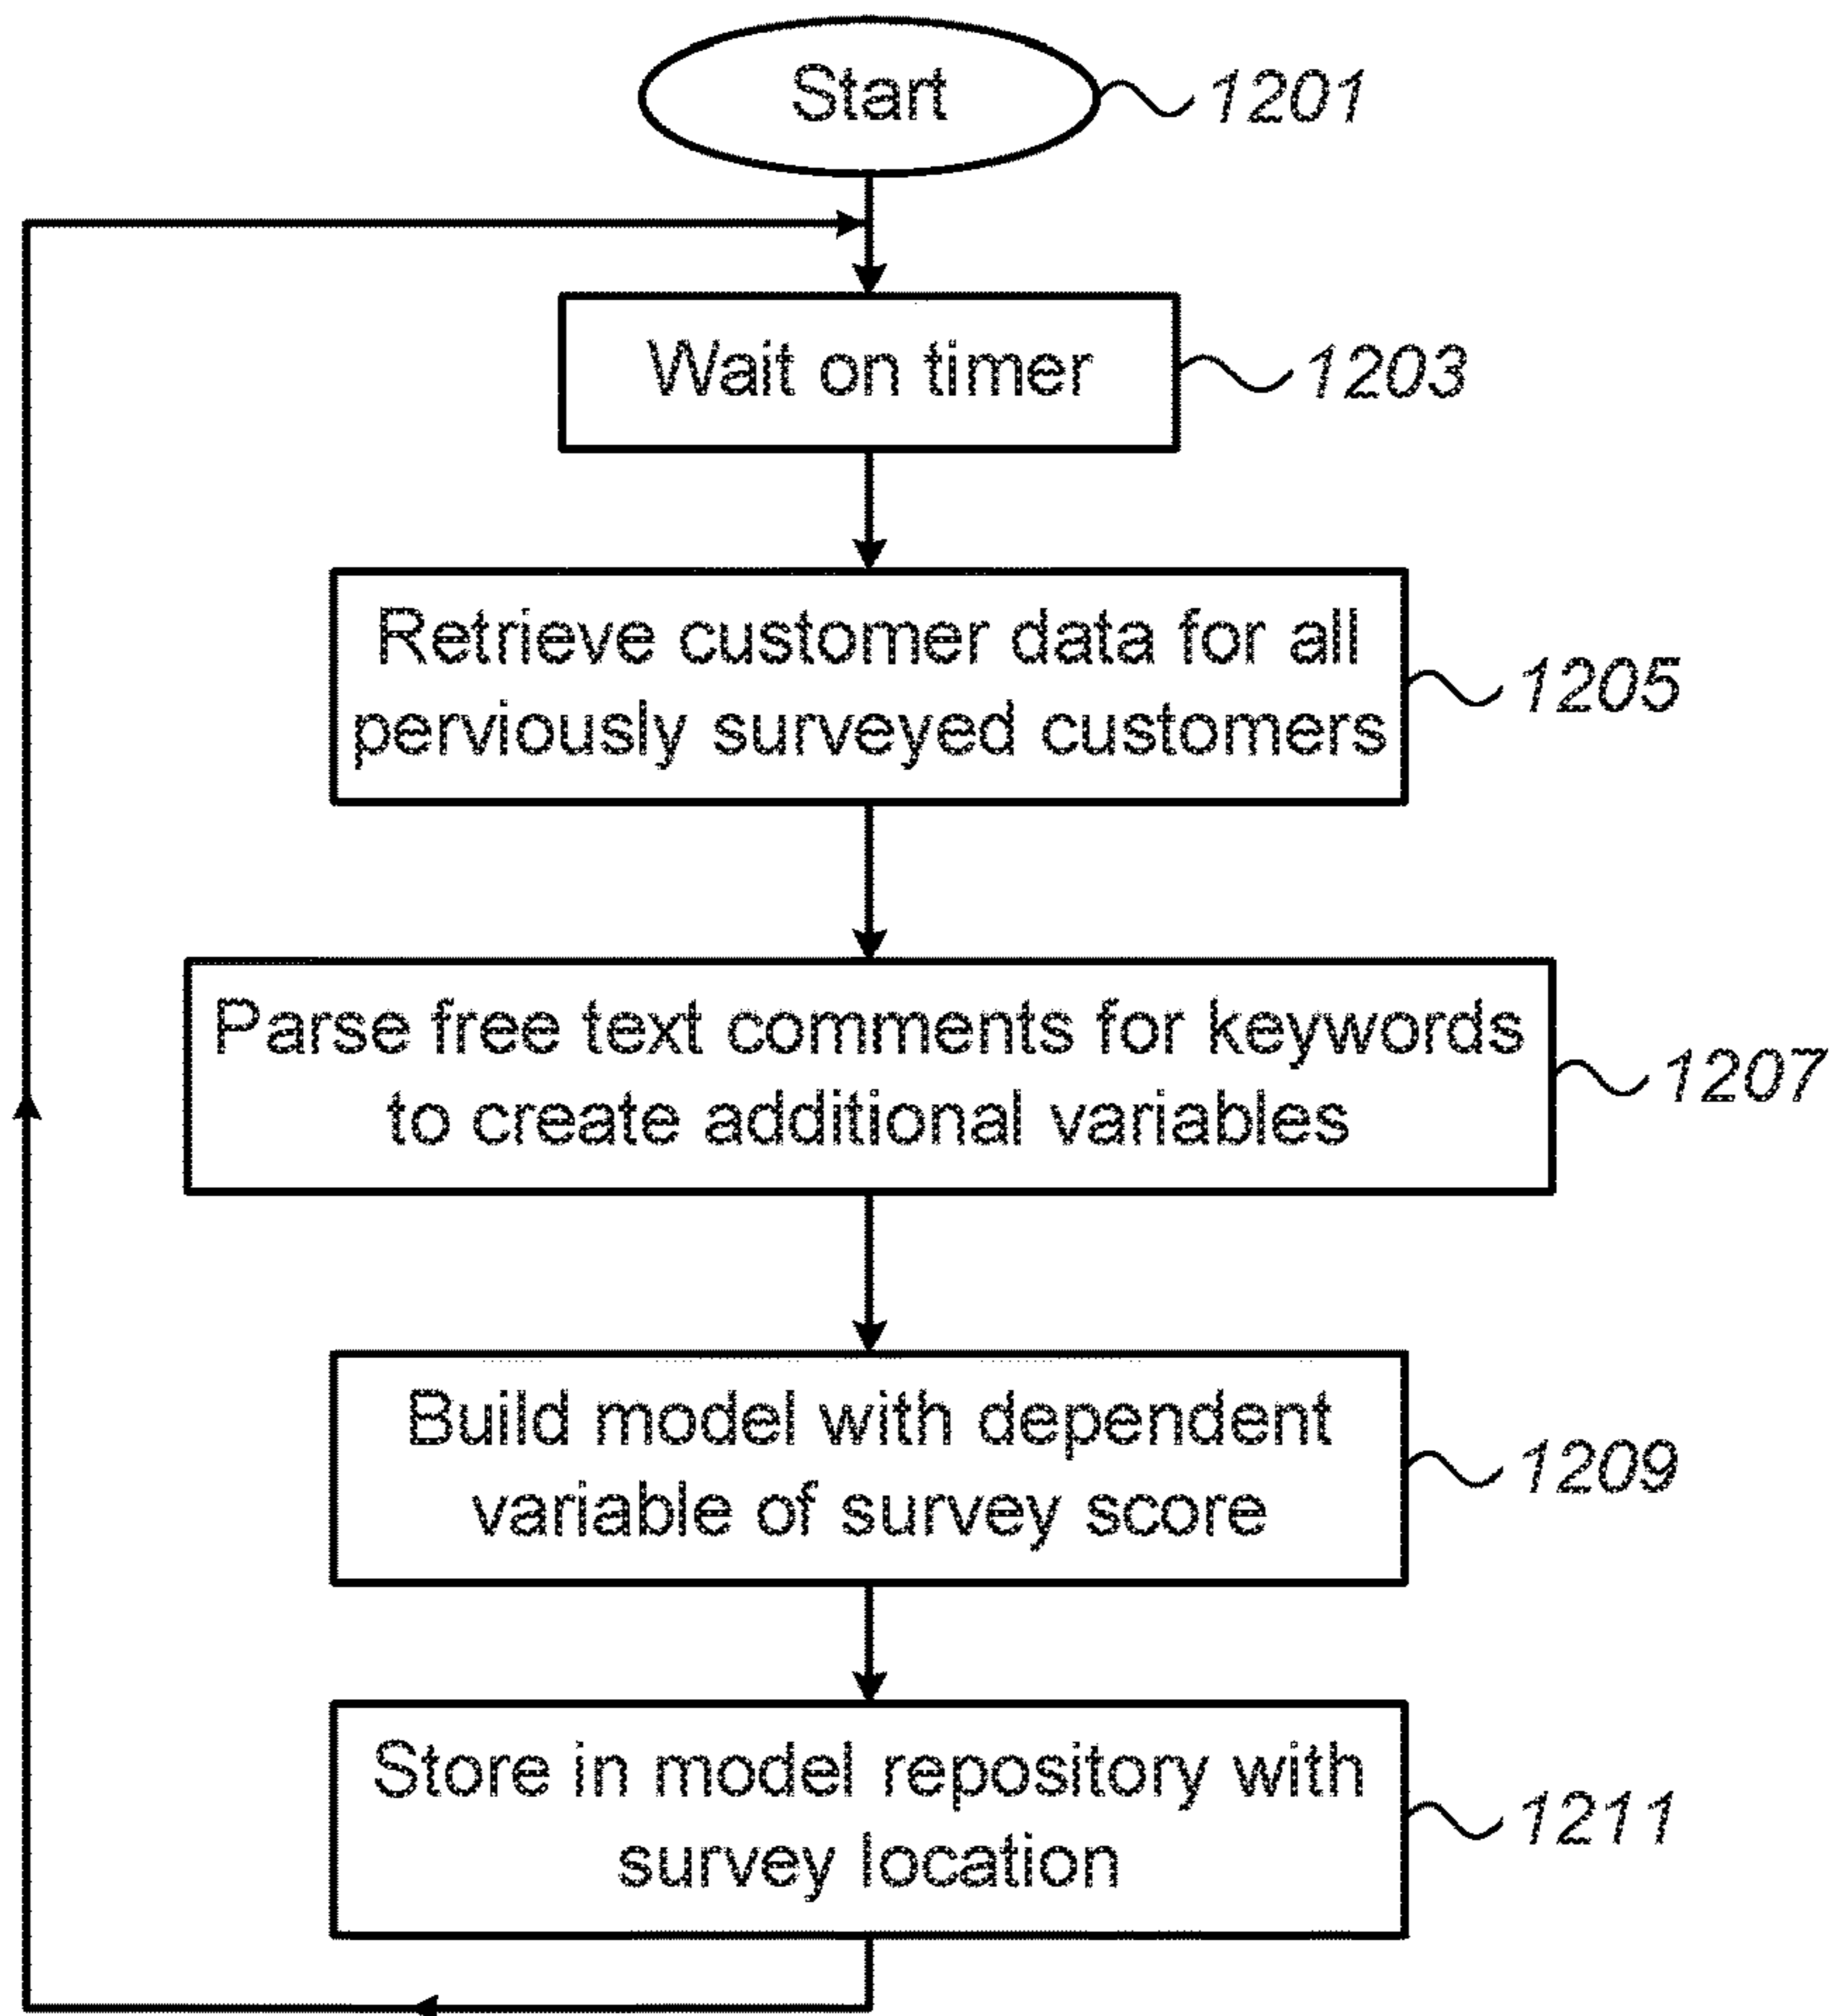 Start
1201
Wait on timer
1203
Retrieve customer data for all
perviously surveyed customers
1205
Parse free text comments for keywords
to create additional variables
1207
Build model with dependent
variable of survey score
1209
Store in model repository with
survey location
1211